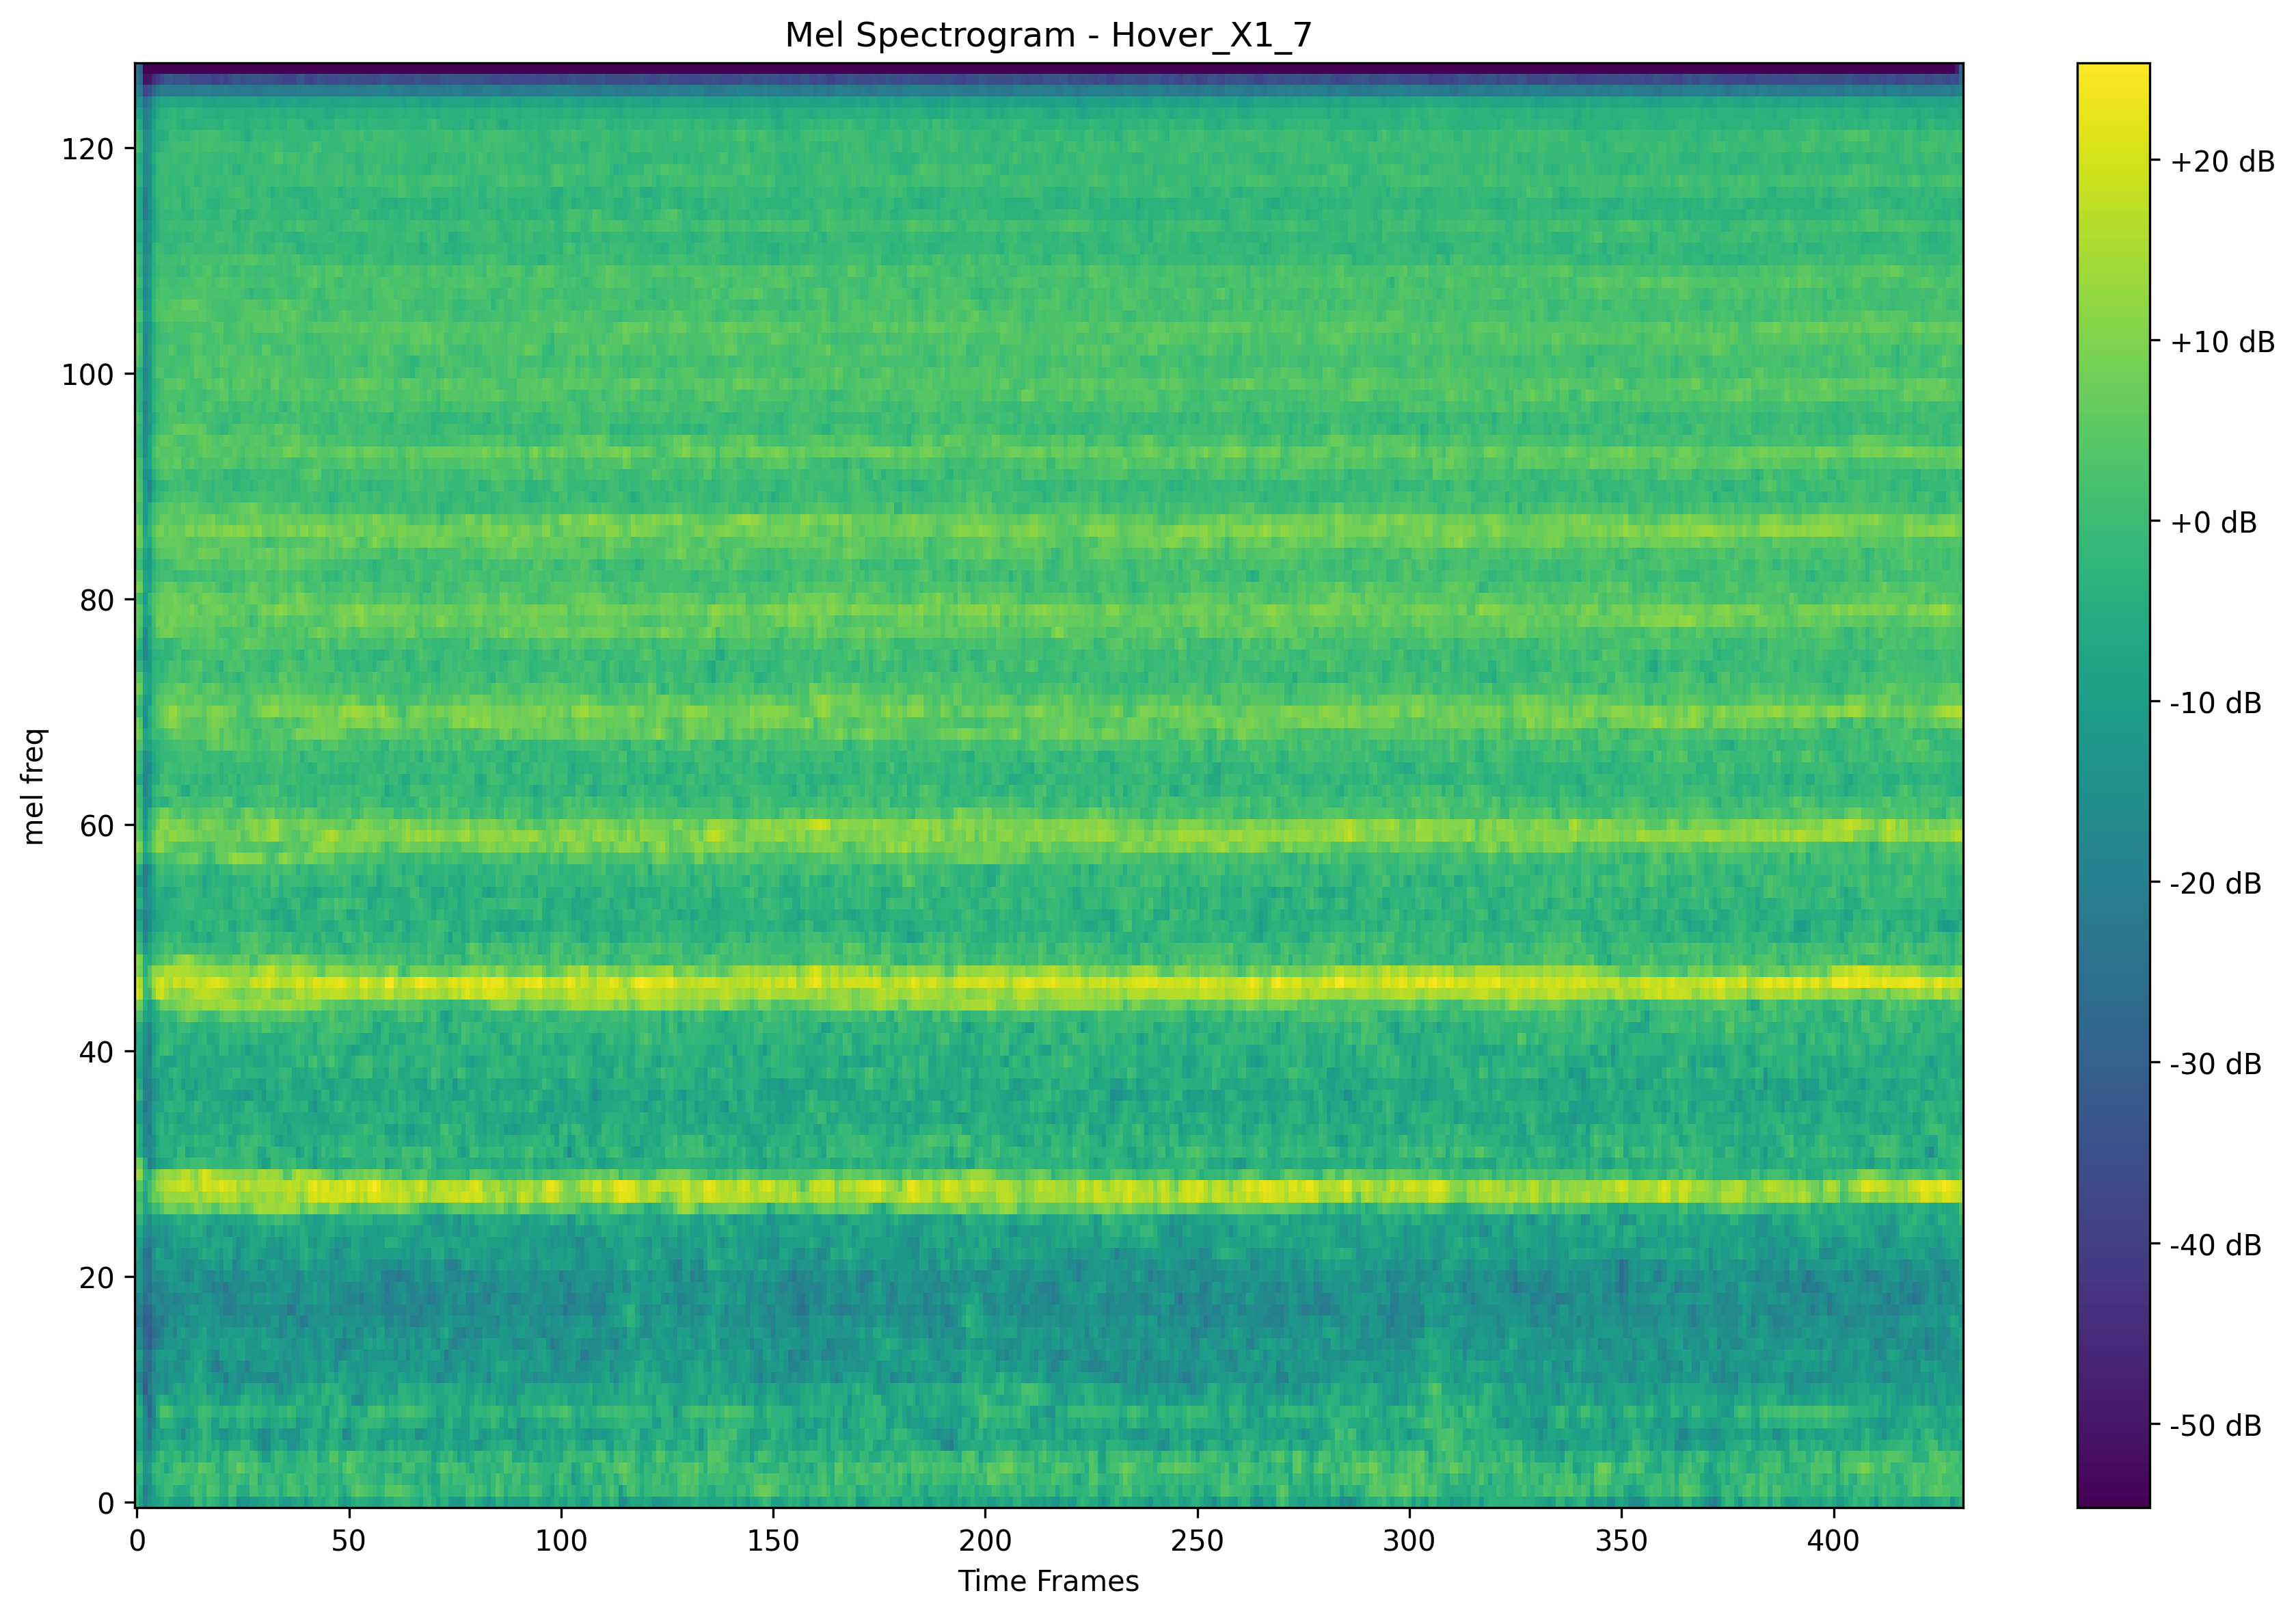 Mel Spectrogram - Hover_X1_7
mel freq
120
100
80
60
40
20
0
0 50 100 150 200 250 300 350 400
Time Frames
+20 dB
+10 dB
+0 dB
-10 dB
-20 dB
-30 dB
-40 dB
-50 dB